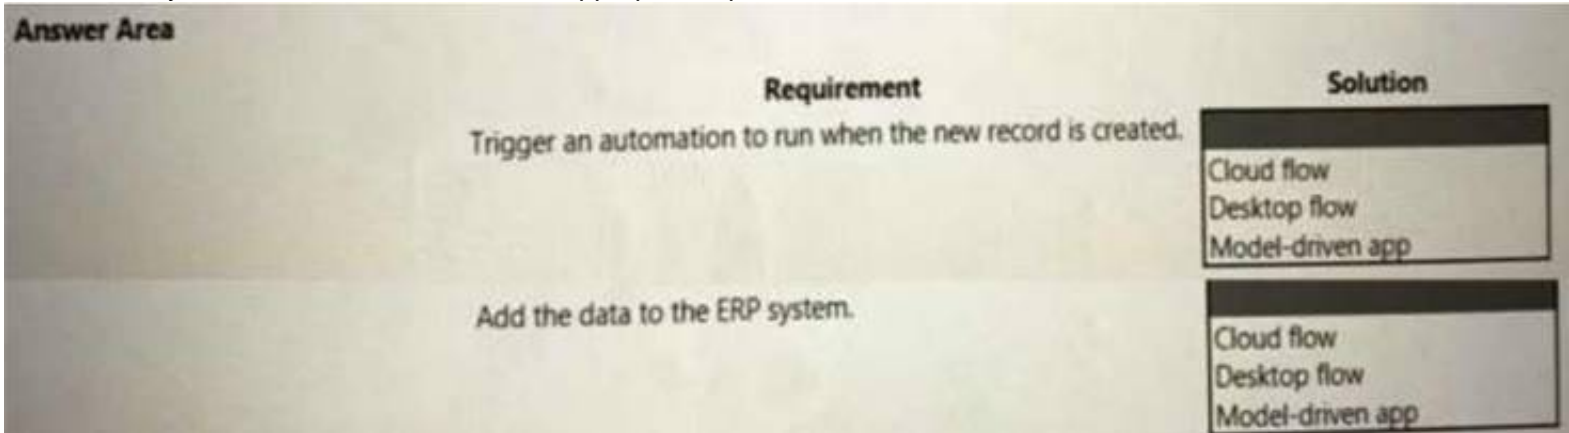 Answer Area
Requirement Solution
Trigger an automation to run when the new record is created.
Cloud flow
Desktop flow
Model-driven app
Add the data to the ERP system.
Cloud flow
Desktop flow
Model-driven app